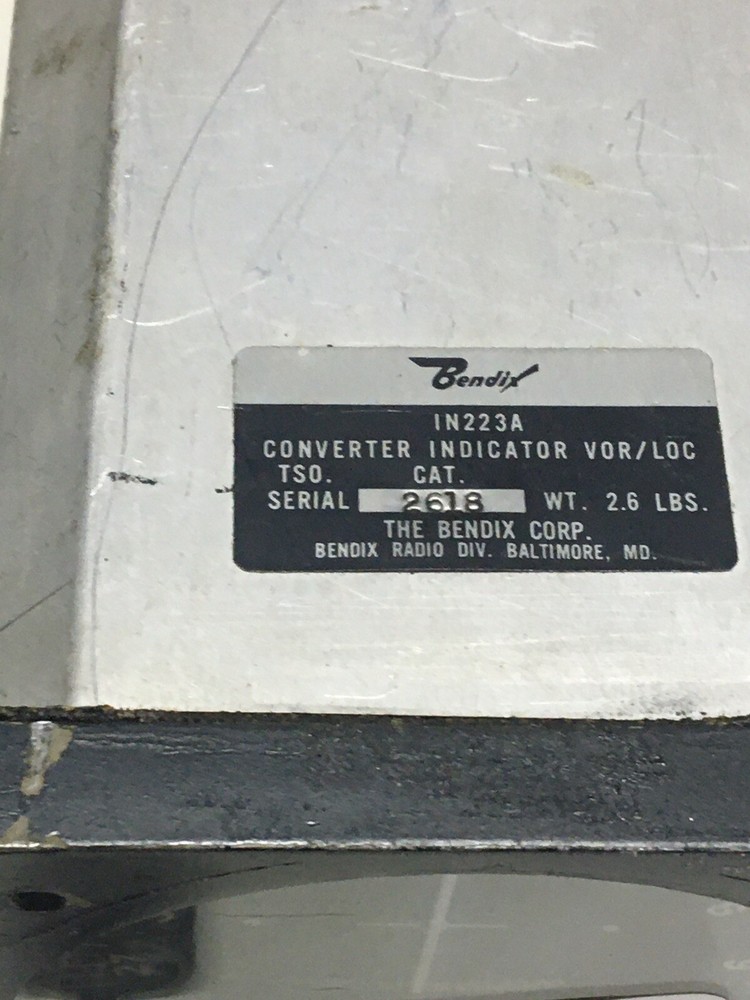 Bendix
IN223A
CONVERTER INDICATOR VOR/LOC
TSO. CAT.
SERIAL 2618 WT. 2.6 LBS.
THE BENDIX CORP.
BENDIX RADIO DIV. BALTIMORE, MD.
27